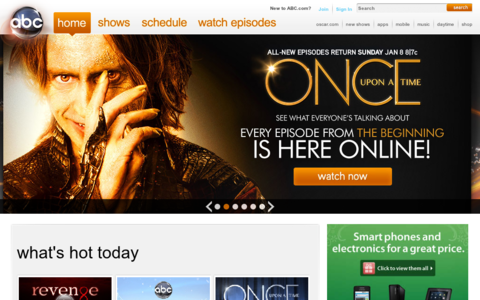 New to ABC.com? Join Sign in search
abc home shows schedule watch episodes
oscar.com new shows apps mobile music daytime shop
ALL-NEW EPISODES RETURN SUNDAY JAN 8 8|7c
ONCE
UPON A TIME
SEE WHAT EVERYONE'S TALKING ABOUT
EVERY EPISODE FROM THE BEGINNING
IS HERE ONLINE!
watch now
what's hot today
Smart phones and
electronics for a great price.
Click to view them all!
revenge
abc
ONCE
UPON A TIME